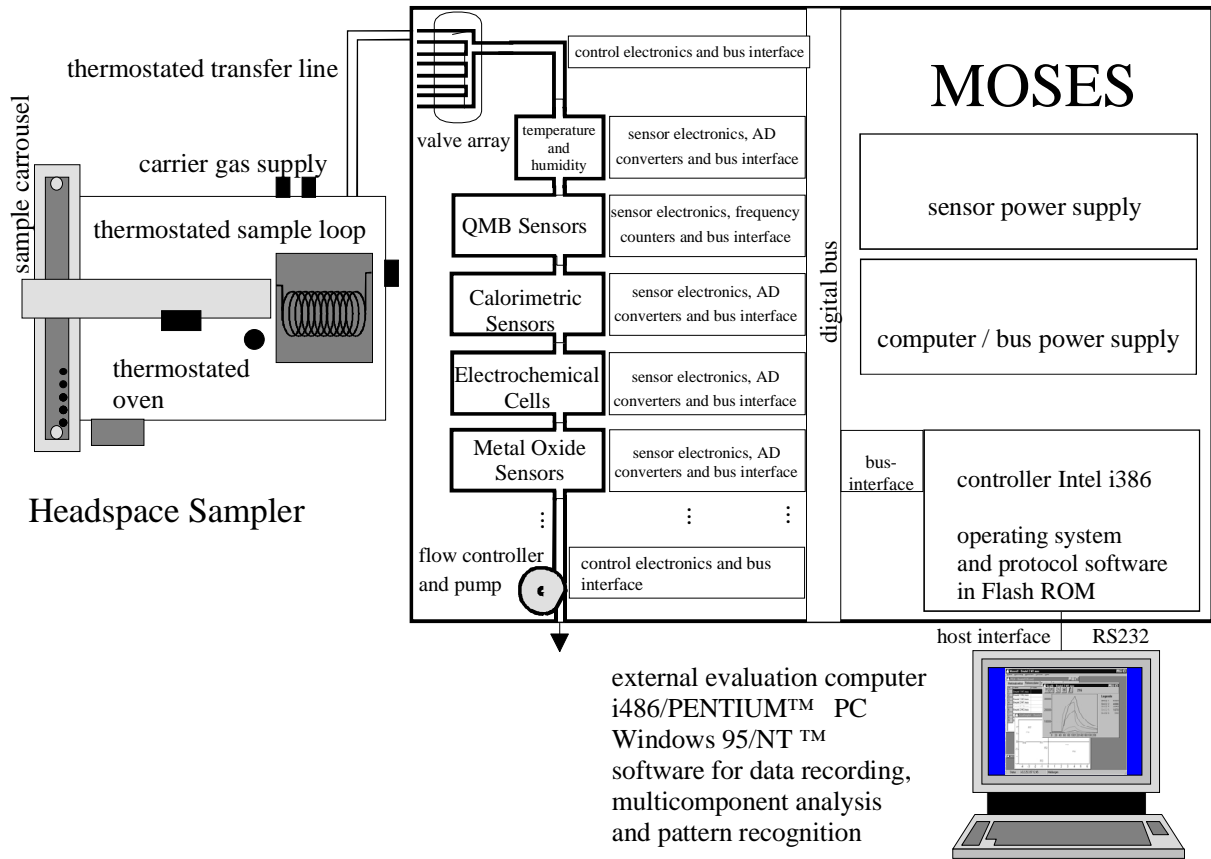 thermostated transfer line
sample carrousel
carrier gas supply
thermostated sample loop
thermostated
oven
Headspace Sampler
valve array
control electronics and bus interface
temperature
and
humidity
sensor electronics, AD
converters and bus interface
QMB Sensors
sensor electronics, frequency
counters and bus interface
Calorimetric
Sensors
sensor electronics, AD
converters and bus interface
Electrochemical
Cells
sensor electronics, AD
converters and bus interface
Metal Oxide
Sensors
sensor electronics, AD
converters and bus interface
...
...
...
flow controller
and pump
control electronics and bus
interface
digital bus
MOSES
sensor power supply
computer / bus power supply
bus-
interface
controller Intel i386
operating system
and protocol software
in Flash ROM
host interface
RS232
external evaluation computer
i486/PENTIUM™ PC
Windows 95/NT ™
software for data recording,
multicomponent analysis
and pattern recognition